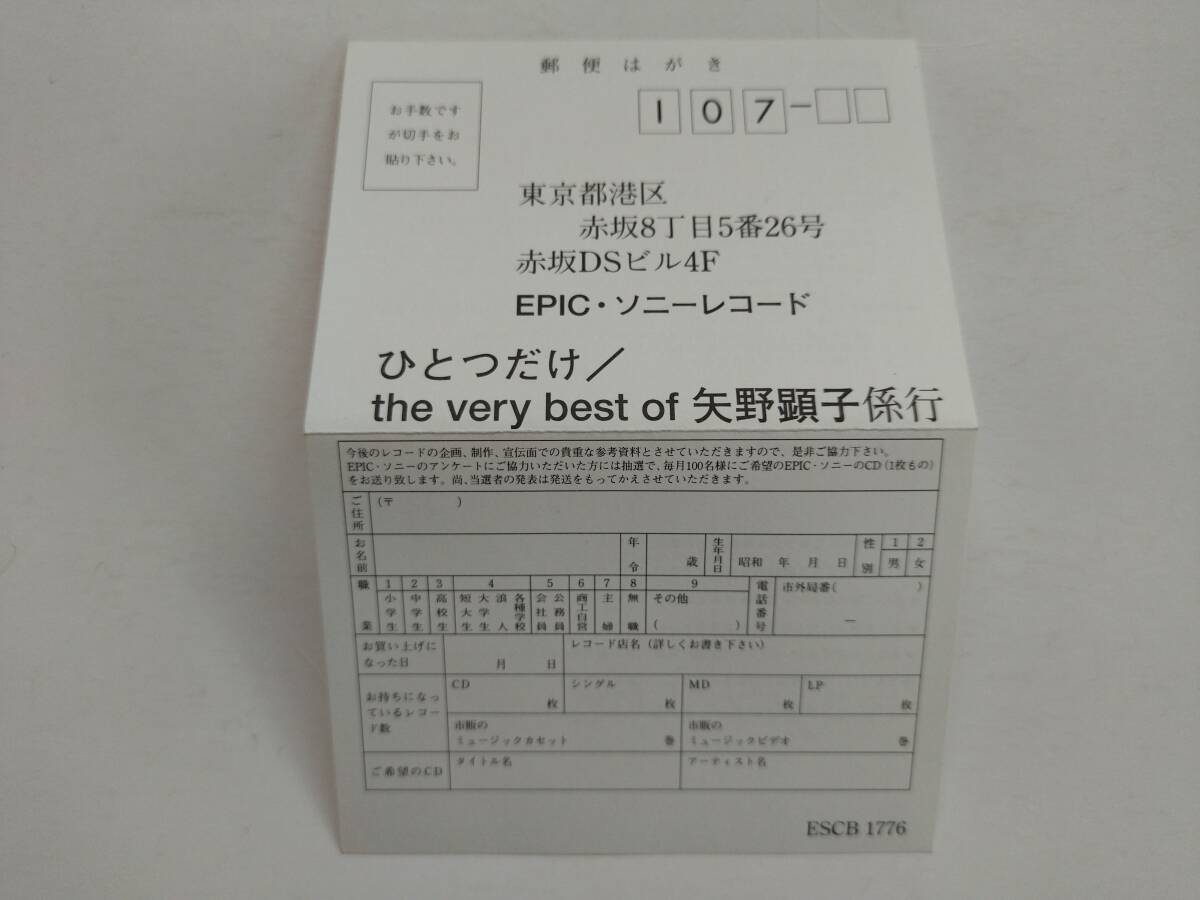 郵便はがき
お手数です
が切手をお
貼り下さい。
107-
東京都港区
赤坂8丁目5番26号
赤坂DSビル4F
EPIC・ソニーレコード
ひとつだけ/
the very best of 矢野顕子係行
今後のレコードの企画、制作、宣伝面での貴重な参考資料とさせていただきますので、是非ご協力下さい。
EPIC・ソニーのアンケートにご協力いただいた方には抽選で、毎月100名様にご希望のEPIC・ソニーのCD(1枚もの)
をお送り致します。尚、当選者の発表は発送をもってかえさせていただきます。
ご住所
(〒 )
お名前
年令
歳
生年月日
昭和 年 月 日
性別
1 男
2 女
職業
1 小学生
2 中学生
3 高校生
4 短大生 大学生 浪人 各種学校
5 会社員 公務員
6 商工自営
7 主婦
8 無職
9 その他
( )
電話番号
市外局番( )
―
お買い上げに
なった日
月 日
レコード店名(詳しくお書き下さい)
お持ちになっ
ているレコー
ド数
CD 枚
シングル 枚
MD 枚
LP 枚
市販の
ミュージックカセット 巻
市販の
ミュージックビデオ 巻
ご希望のCD
タイトル名
アーティスト名
ESCB 1776